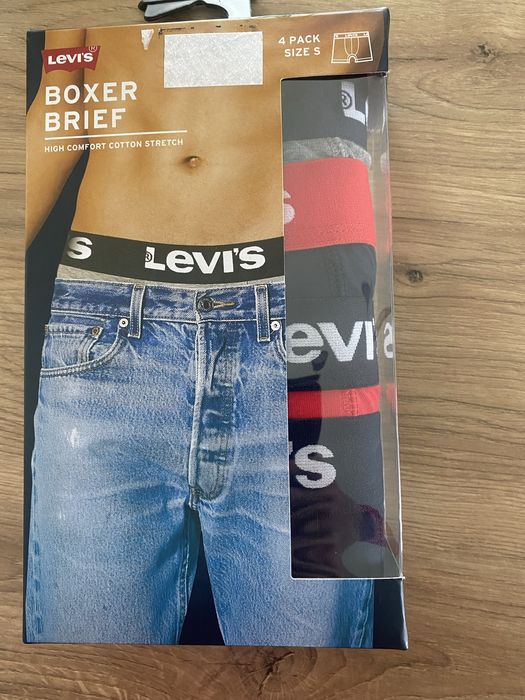 LEVI'S®
4 PACK
SIZE S
BOXER
BRIEF
HIGH COMFORT COTTON STRETCH
S ®LEVI'S
®L
S
evi
'S